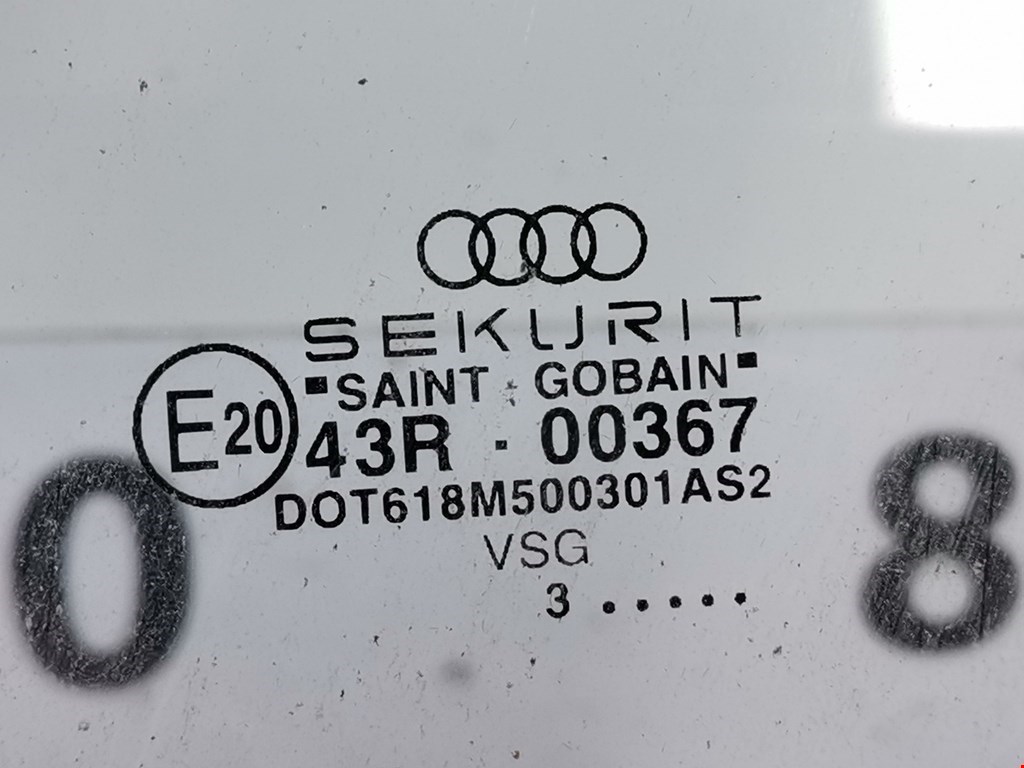 SEKURIT
SAINT · GOBAIN
E20
43R · 00367
DOT618M500301AS2
VSG
3 .....
0 8